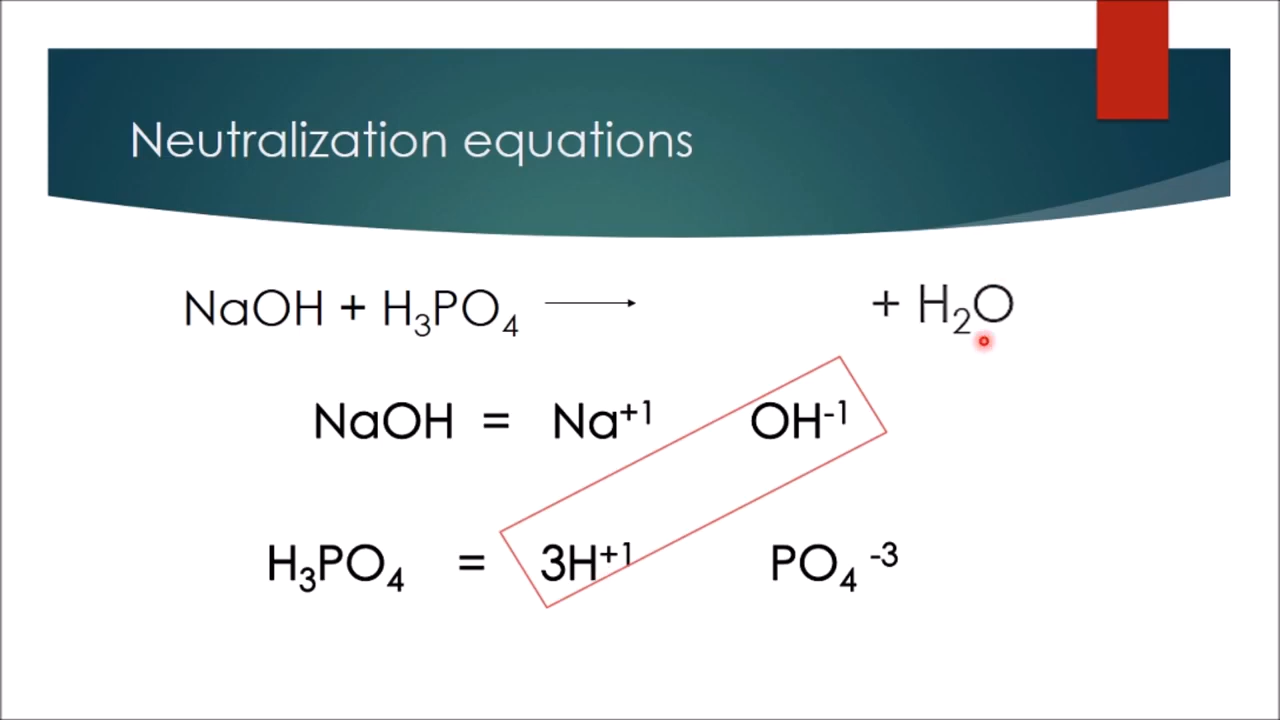 Neutralization equations
NaOH + H₃PO₄ ⟶ + H₂O
NaOH = Na⁺¹ OH⁻¹
H₃PO₄ = 3H⁺¹ PO₄ ⁻³